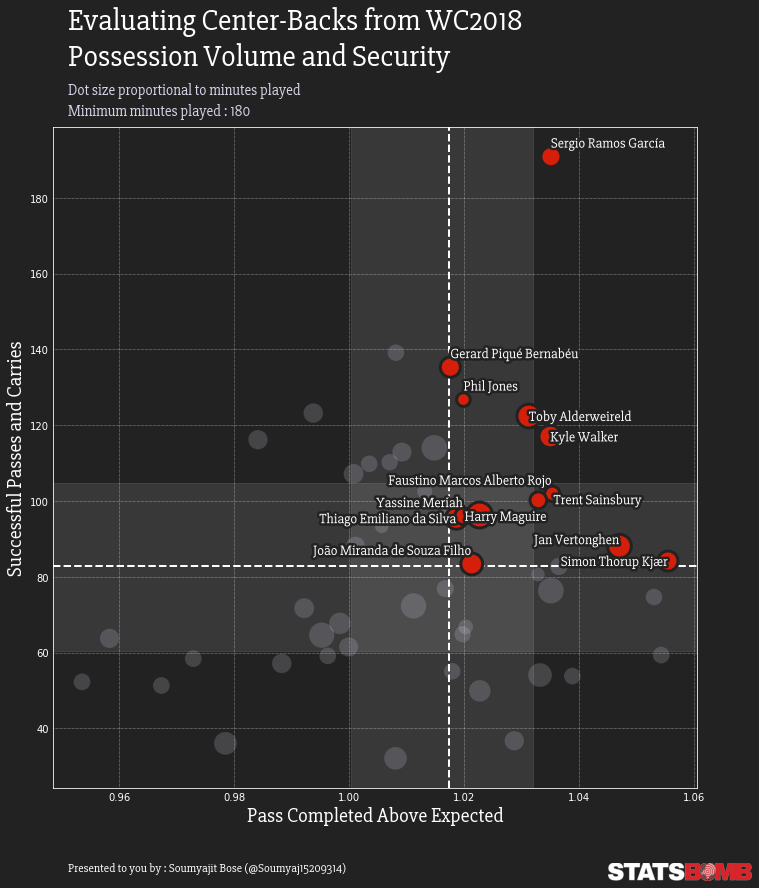 Evaluating Center-Backs from WC2018
Possession Volume and Security
Dot size proportional to minutes played
Minimum minutes played : 180
Sergio Ramos García
180
160
140
Gerard Piqué Bernabéu
Phil Jones
120
Toby Alderweireld
Kyle Walker
Faustino Marcos Alberto Rojo
100
Trent Sainsbury
Yassine Meriah
Thiago Emiliano da Silva
Harry Maguire
Jan Vertonghen
João Miranda de Souza Filho
Simon Thorup Kjær
80
60
40
Successful Passes and Carries
0.96 0.98 1.00 1.02 1.04 1.06
Pass Completed Above Expected
Presented to you by : Soumyajit Bose (@Soumyaj15209314)
STATSBOMB